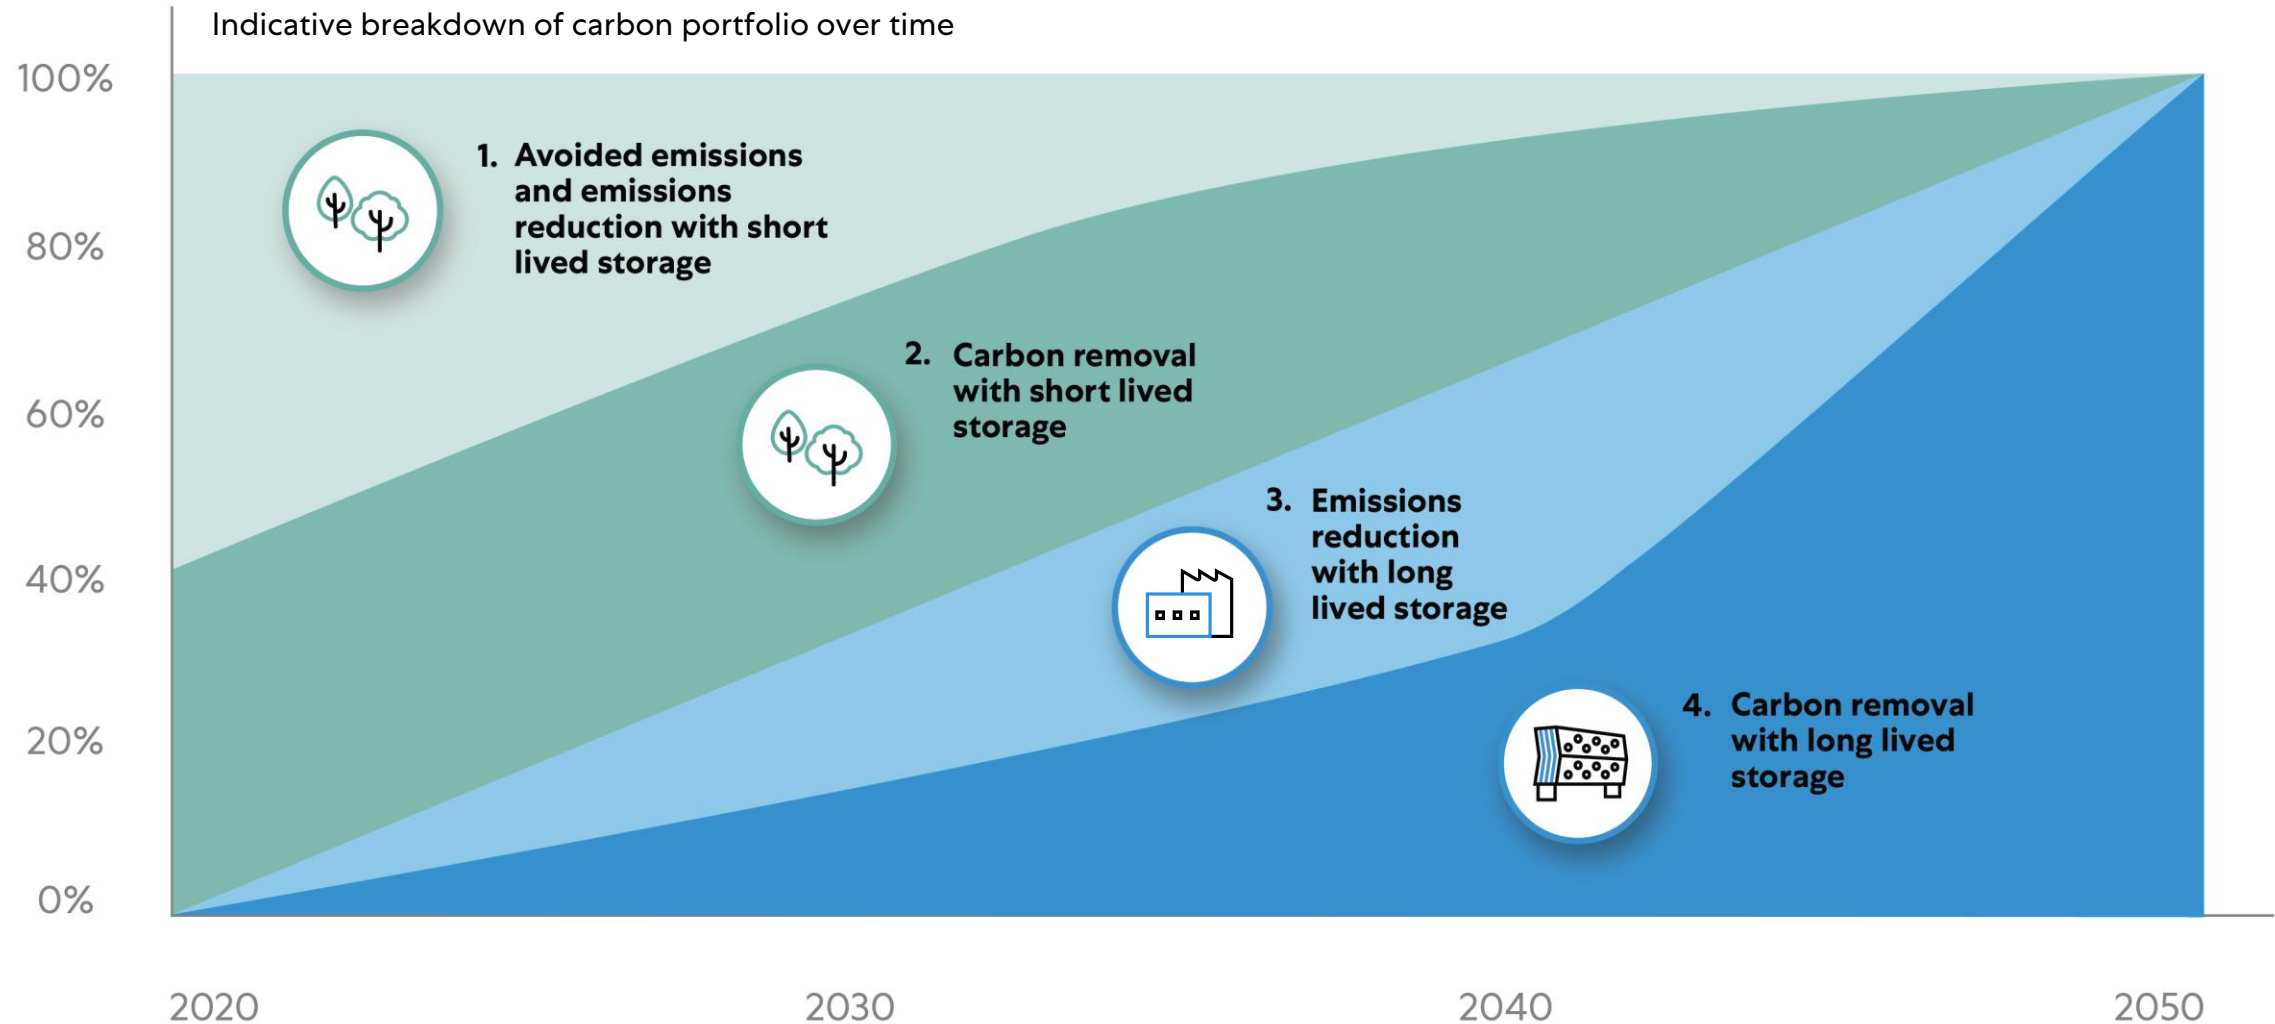 Indicative breakdown of carbon portfolio over time
100%
80%
60%
40%
20%
0%
1. Avoided emissions
and emissions
reduction with short
lived storage
2. Carbon removal
with short lived
storage
3. Emissions
reduction
with long
lived storage
4. Carbon removal
with long lived
storage
2020 2030 2040 2050